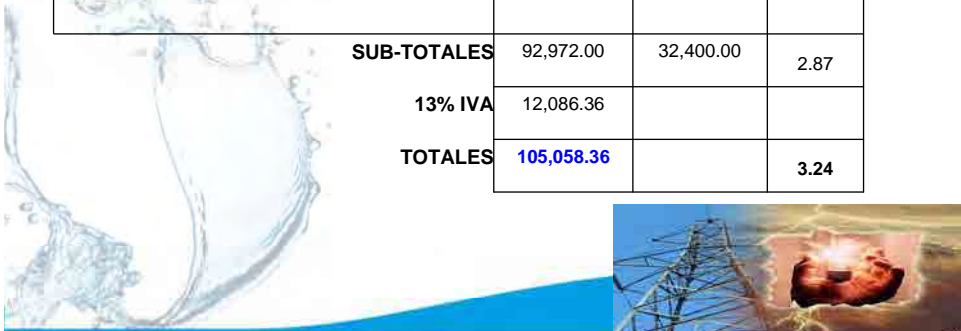 SUB-TOTALES 92,972.00 32,400.00 2.87
13% IVA 12,086.36
TOTALES 105,058.36 3.24